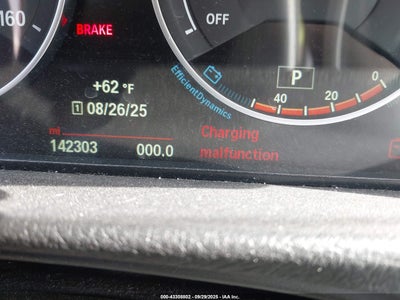 160
BRAKE
OFF
P
EfficientDynamics
40 20 0
+62 °F
1 08/26/25
mi
142303 000.0
Charging
malfunction
000-43308002 - 09/29/2025 - IAA Inc.